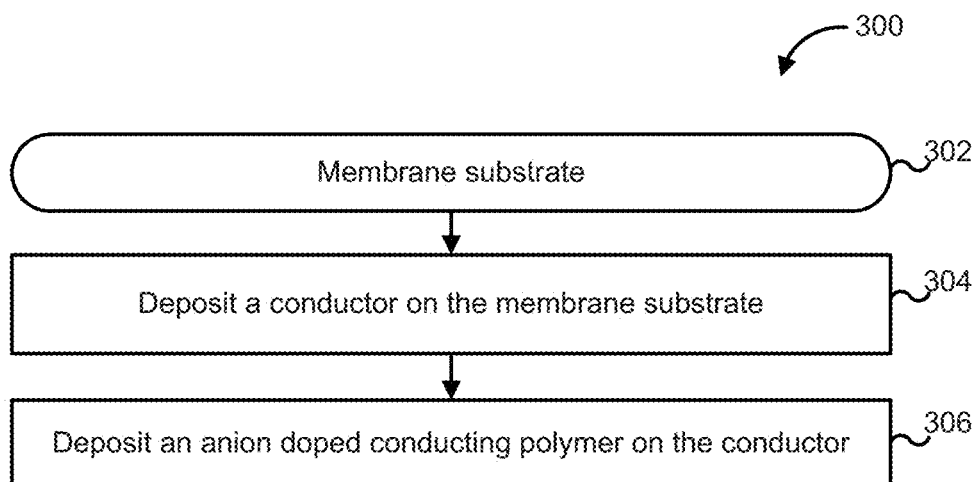 300
Membrane substrate
302
Deposit a conductor on the membrane substrate
304
Deposit an anion doped conducting polymer on the conductor
306